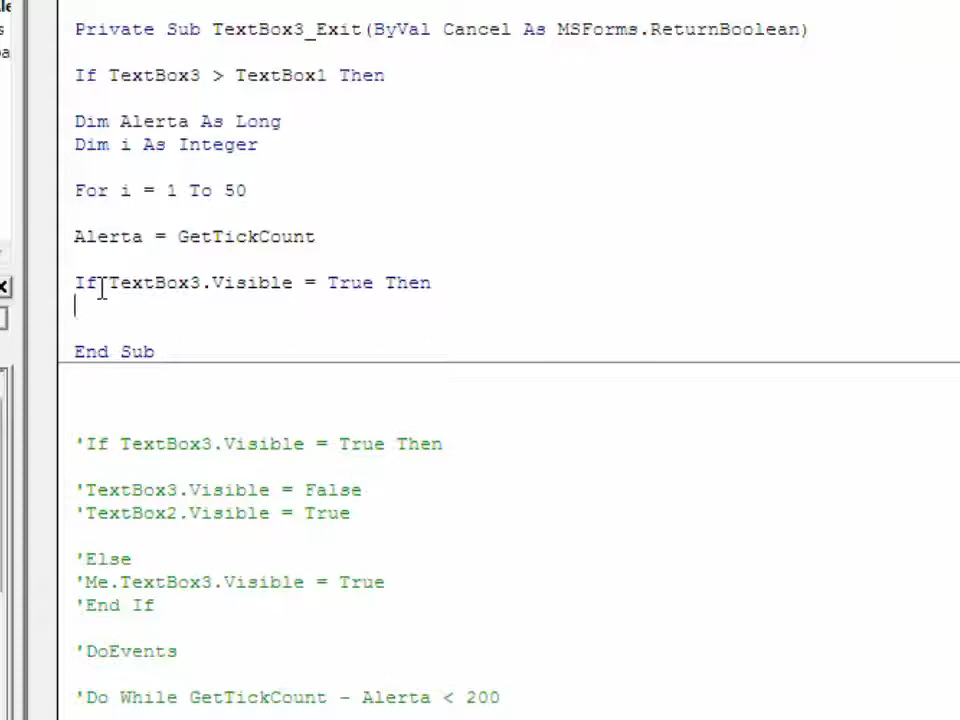 Private Sub TextBox3_Exit(ByVal Cancel As MSForms.ReturnBoolean)
If TextBox3 > TextBox1 Then
Dim Alerta As Long
Dim i As Integer
For i = 1 To 50
Alerta = GetTickCount
If TextBox3.Visible = True Then
End Sub
'If TextBox3.Visible = True Then
'TextBox3.Visible = False
'TextBox2.Visible = True
'Else
'Me.TextBox3.Visible = True
'End If
'DoEvents
'Do While GetTickCount - Alerta < 200